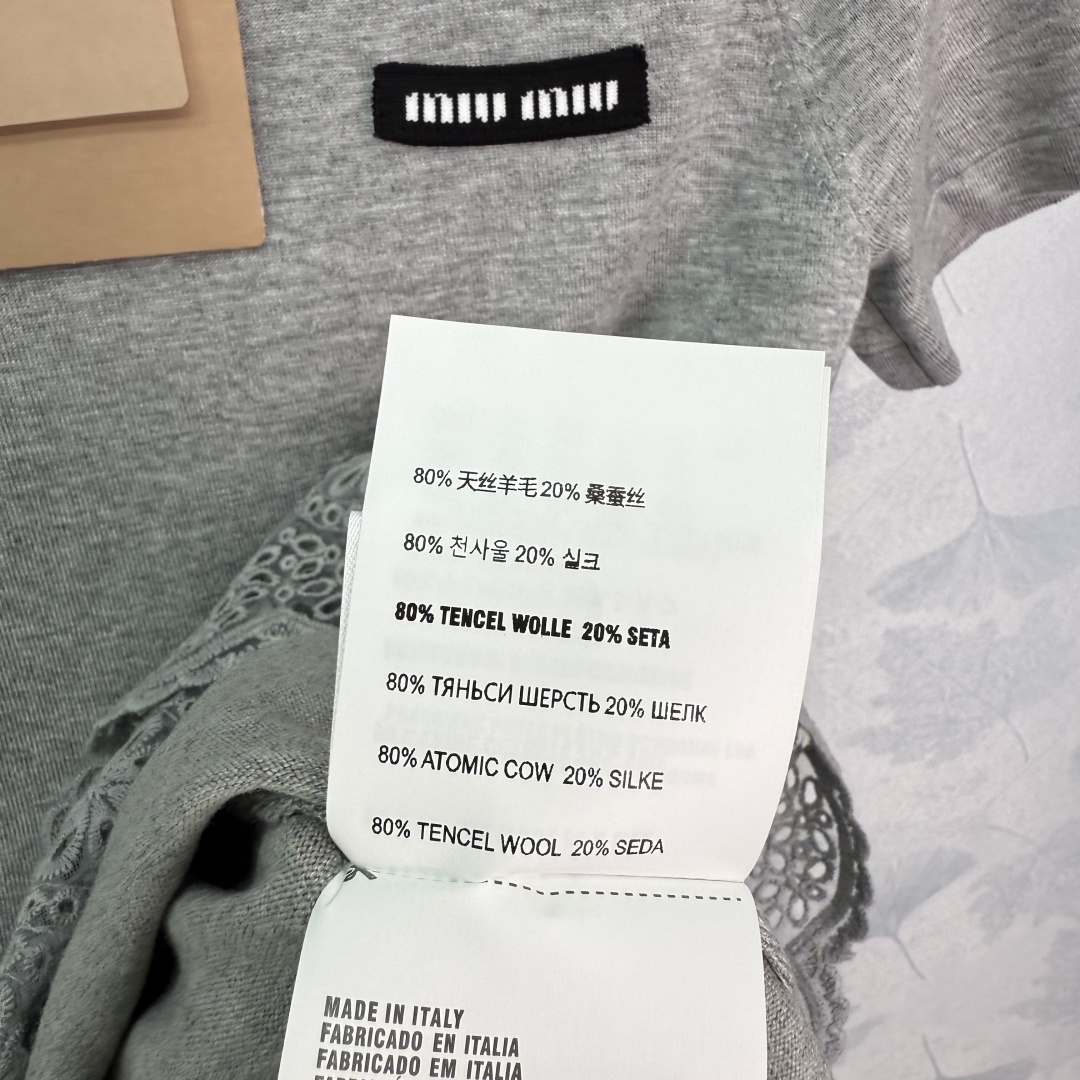 miu miu
80% 天丝羊毛 20% 桑蚕丝
80% 천사울 20% 실크
80% TENCEL WOLLE 20% SETA
80% ТЯНЬСИ ШЕРСТЬ 20% ШЕЛК
80% ATOMIC COW 20% SILKE
80% TENCEL WOOL 20% SEDA
MADE IN ITALY
FABRICADO EN ITALIA
FABRICADO EM ITALIA